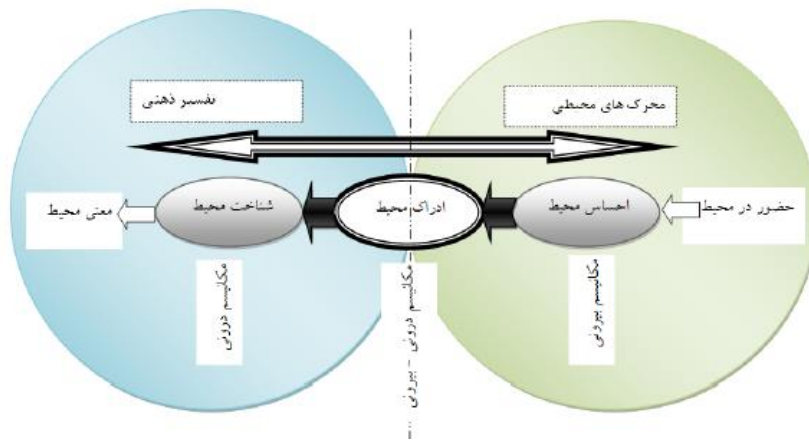 محرک های محیطی
تفسیر ذهنی
حضور در محیط
احساس محیط
ادراک محیط
شناخت محیط
معنی محیط
مکانیسم بیرونی
مکانیسم درونی - بیرونی
مکانیسم درونی